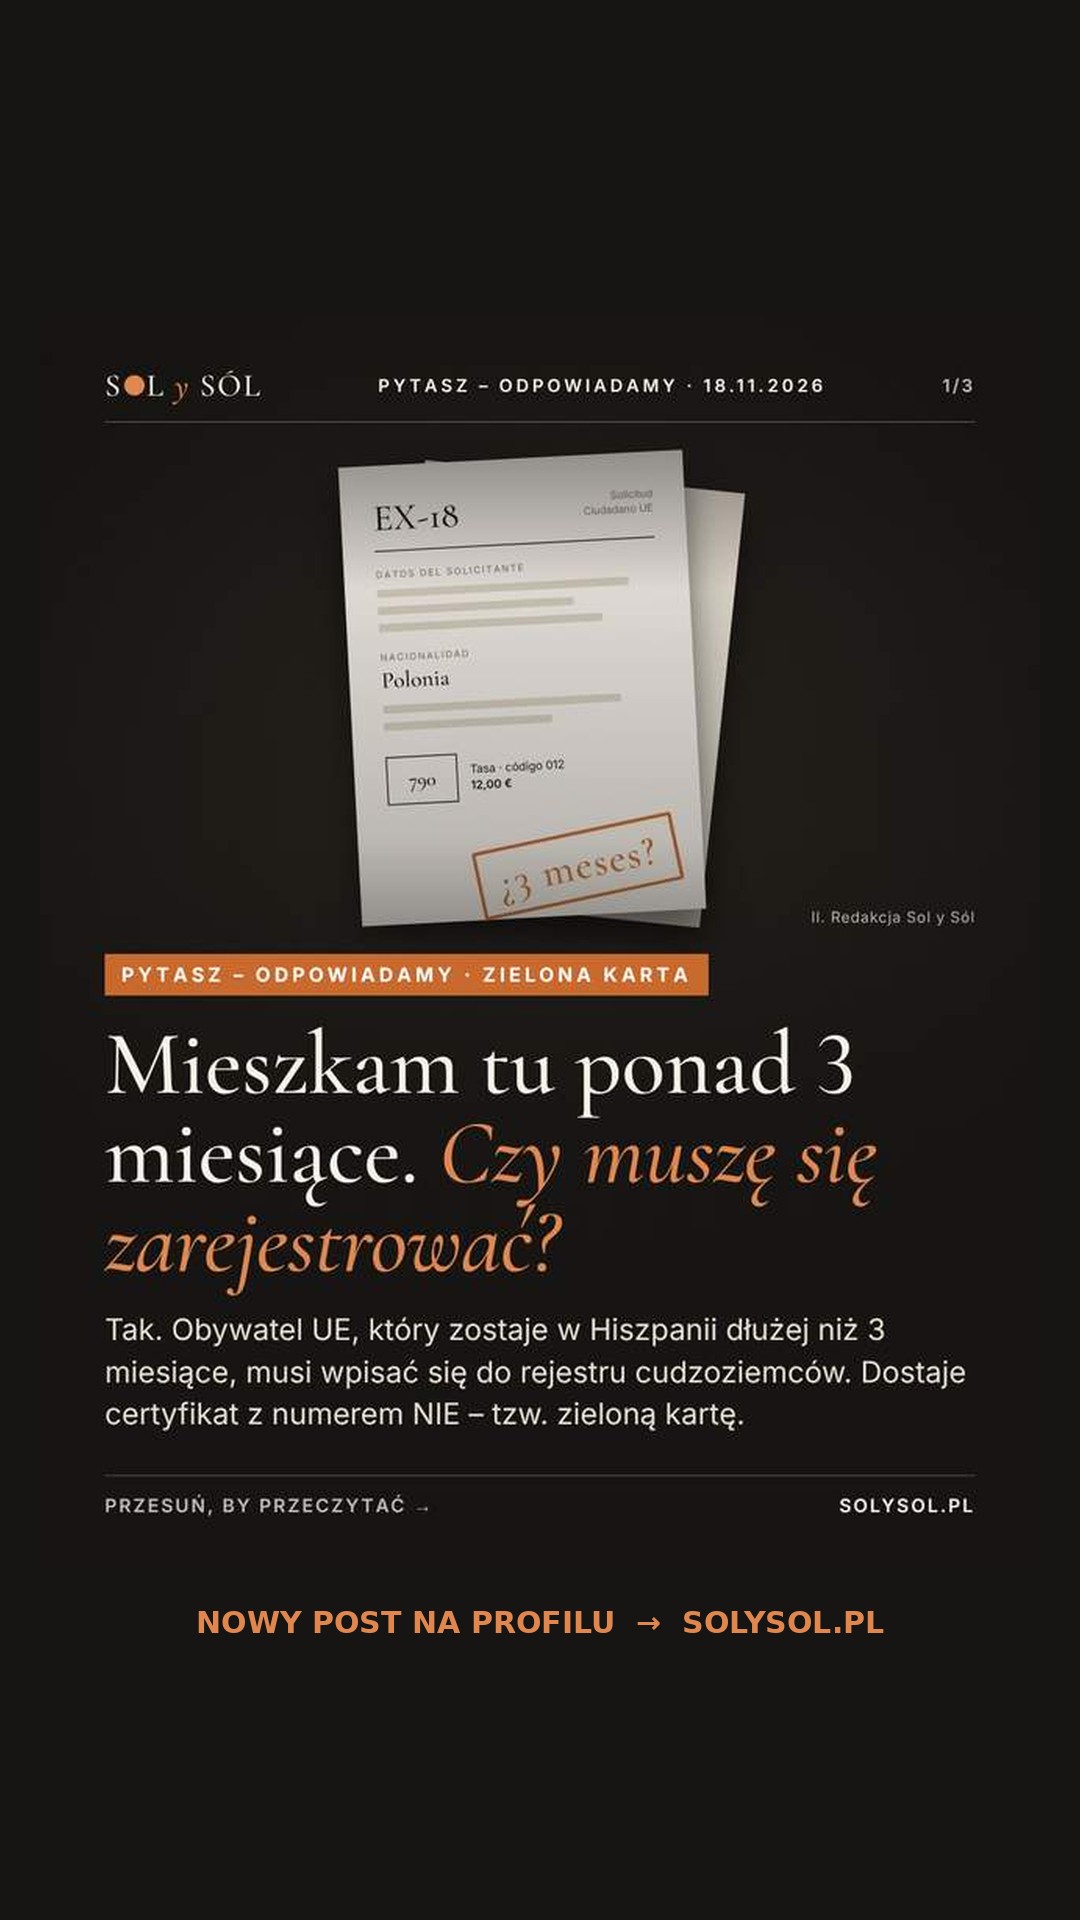 SOL y SÓL
PYTASZ – ODPOWIADAMY · 18.11.2026
1/3
EX-18
Solicitud
Ciudadano UE
DATOS DEL SOLICITANTE
NACIONALIDAD
Polonia
790
Tasa · código 012
12,00 €
¿3 meses?
Il. Redakcja Sol y Sól
PYTASZ – ODPOWIADAMY · ZIELONA KARTA
Mieszkam tu ponad 3
miesiące. Czy muszę się
zarejestrować?
Tak. Obywatel UE, który zostaje w Hiszpanii dłużej niż 3
miesiące, musi wpisać się do rejestru cudzoziemców. Dostaje
certyfikat z numerem NIE – tzw. zieloną kartę.
PRZESUŃ, BY PRZECZYTAĆ →
SOLYSOL.PL
NOWY POST NA PROFILU → SOLYSOL.PL